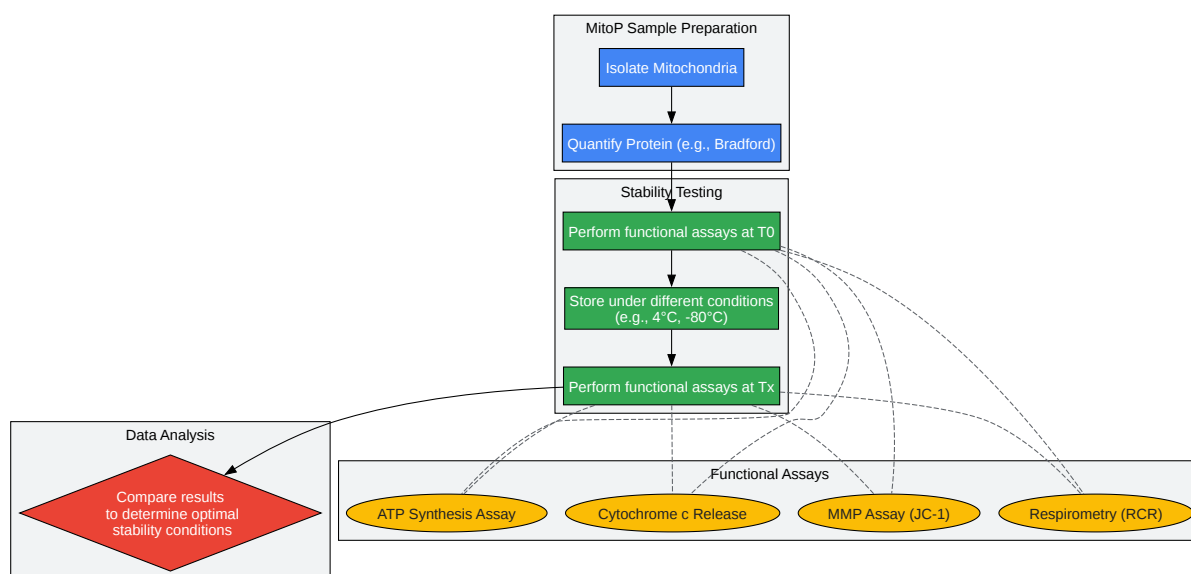 MitoP Sample Preparation
Isolate Mitochondria
Quantify Protein (e.g., Bradford)
Stability Testing
Perform functional assays at T0
Store under different conditions
(e.g., 4°C, -80°C)
Perform functional assays at Tx
Data Analysis
Compare results
to determine optimal
stability conditions
Functional Assays
ATP Synthesis Assay
Cytochrome c Release
MMP Assay (JC-1)
Respirometry (RCR)